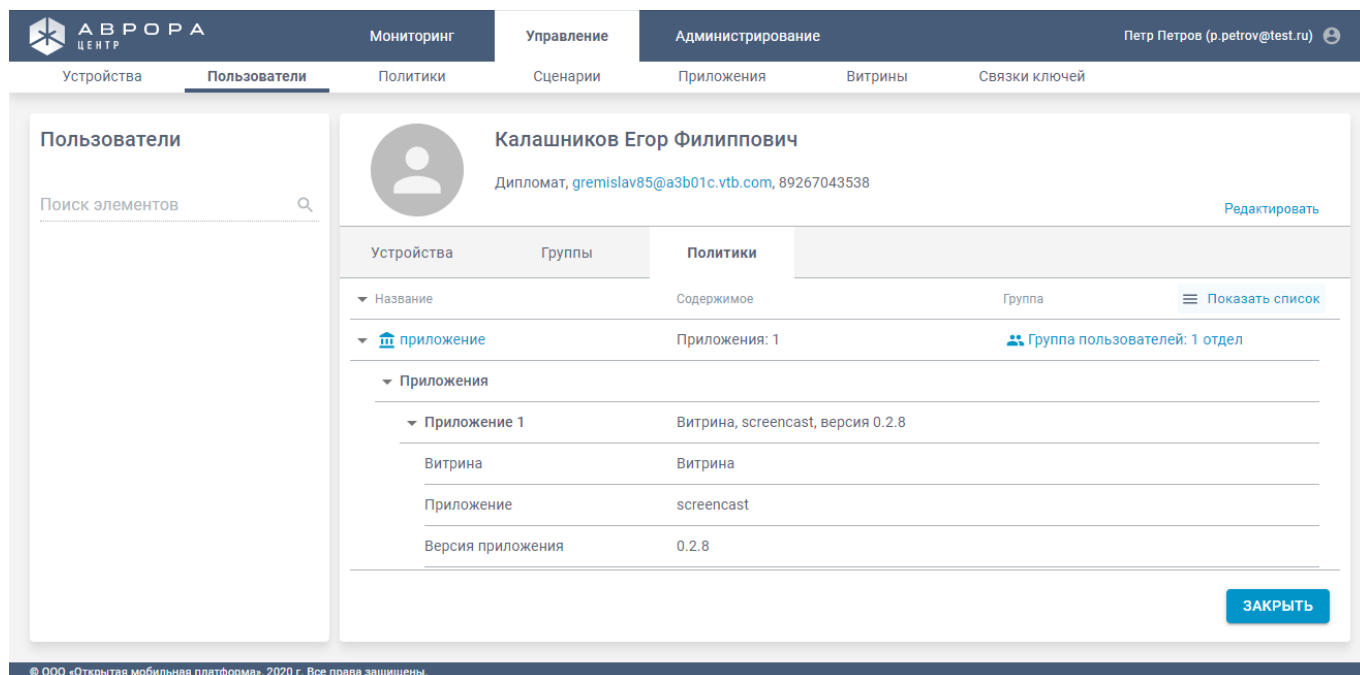 АВРОРА
ЦЕНТР
Мониторинг Управление Администрирование Петр Петров (p.petrov@test.ru)
Устройства Пользователи Политики Сценарии Приложения Витрины Связки ключей
Пользователи
Поиск элементов
Калашников Егор Филиппович
Дипломат, gremislav85@a3b01c.vtb.com, 89267043538
Редактировать
Устройства Группы Политики
Название Содержимое Группа Показать список
приложение Приложения: 1 Группа пользователей: 1 отдел
Приложения
Приложение 1 Витрина, screencast, версия 0.2.8
Витрина Витрина
Приложение screencast
Версия приложения 0.2.8
ЗАКРЫТЬ
© ООО «Открытая мобильная платформа», 2020 г. Все права защищены.